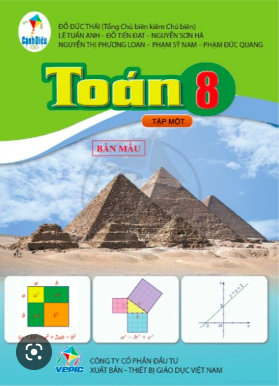 Cánh Diều
ĐỖ ĐỨC THÁI (Tổng Chủ biên kiêm Chủ biên)
LÊ TUẤN ANH - ĐỖ TIẾN ĐẠT - NGUYỄN SƠN HÀ
NGUYỄN THỊ PHƯƠNG LOAN - PHẠM SỸ NAM - PHẠM ĐỨC QUANG
Toán 8
TẬP MỘT
BẢN MẪU
VEPIC
CÔNG TY CỔ PHẦN ĐẦU TƯ
XUẤT BẢN - THIẾT BỊ GIÁO DỤC VIỆT NAM